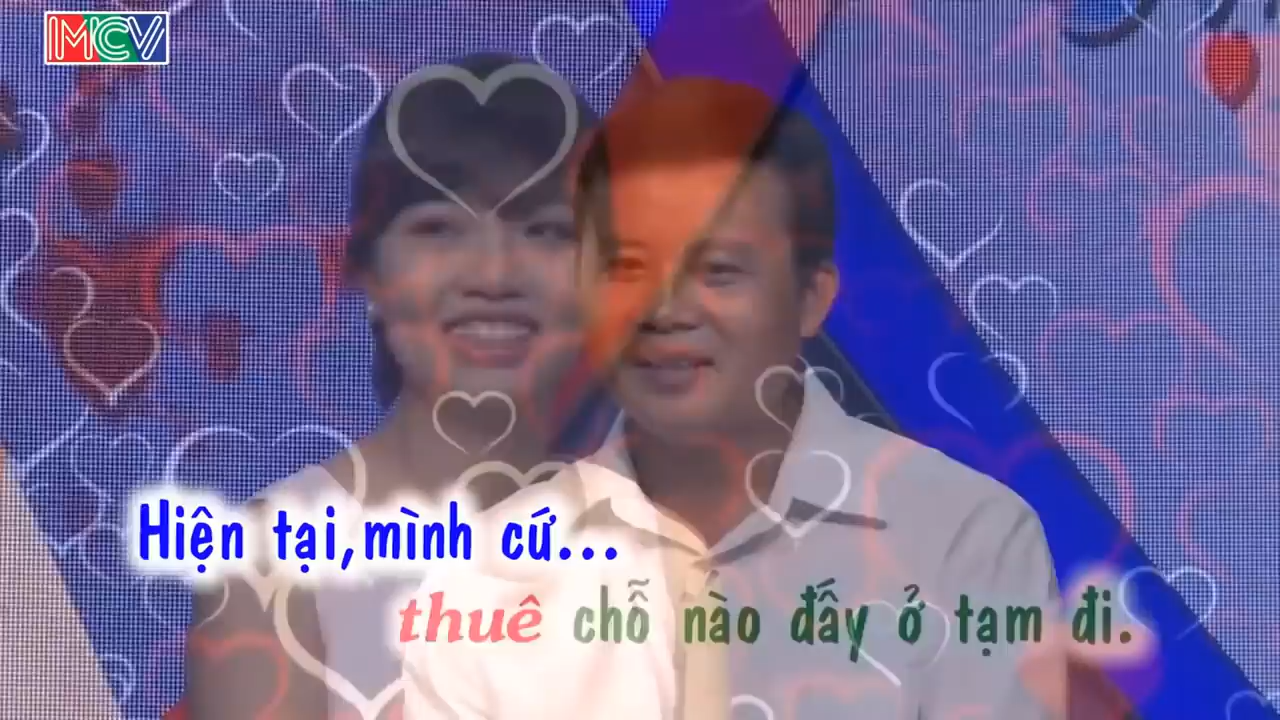 MCV
Hiện tại,mình cứ...
thuê chỗ nào đấy ở tạm đi.